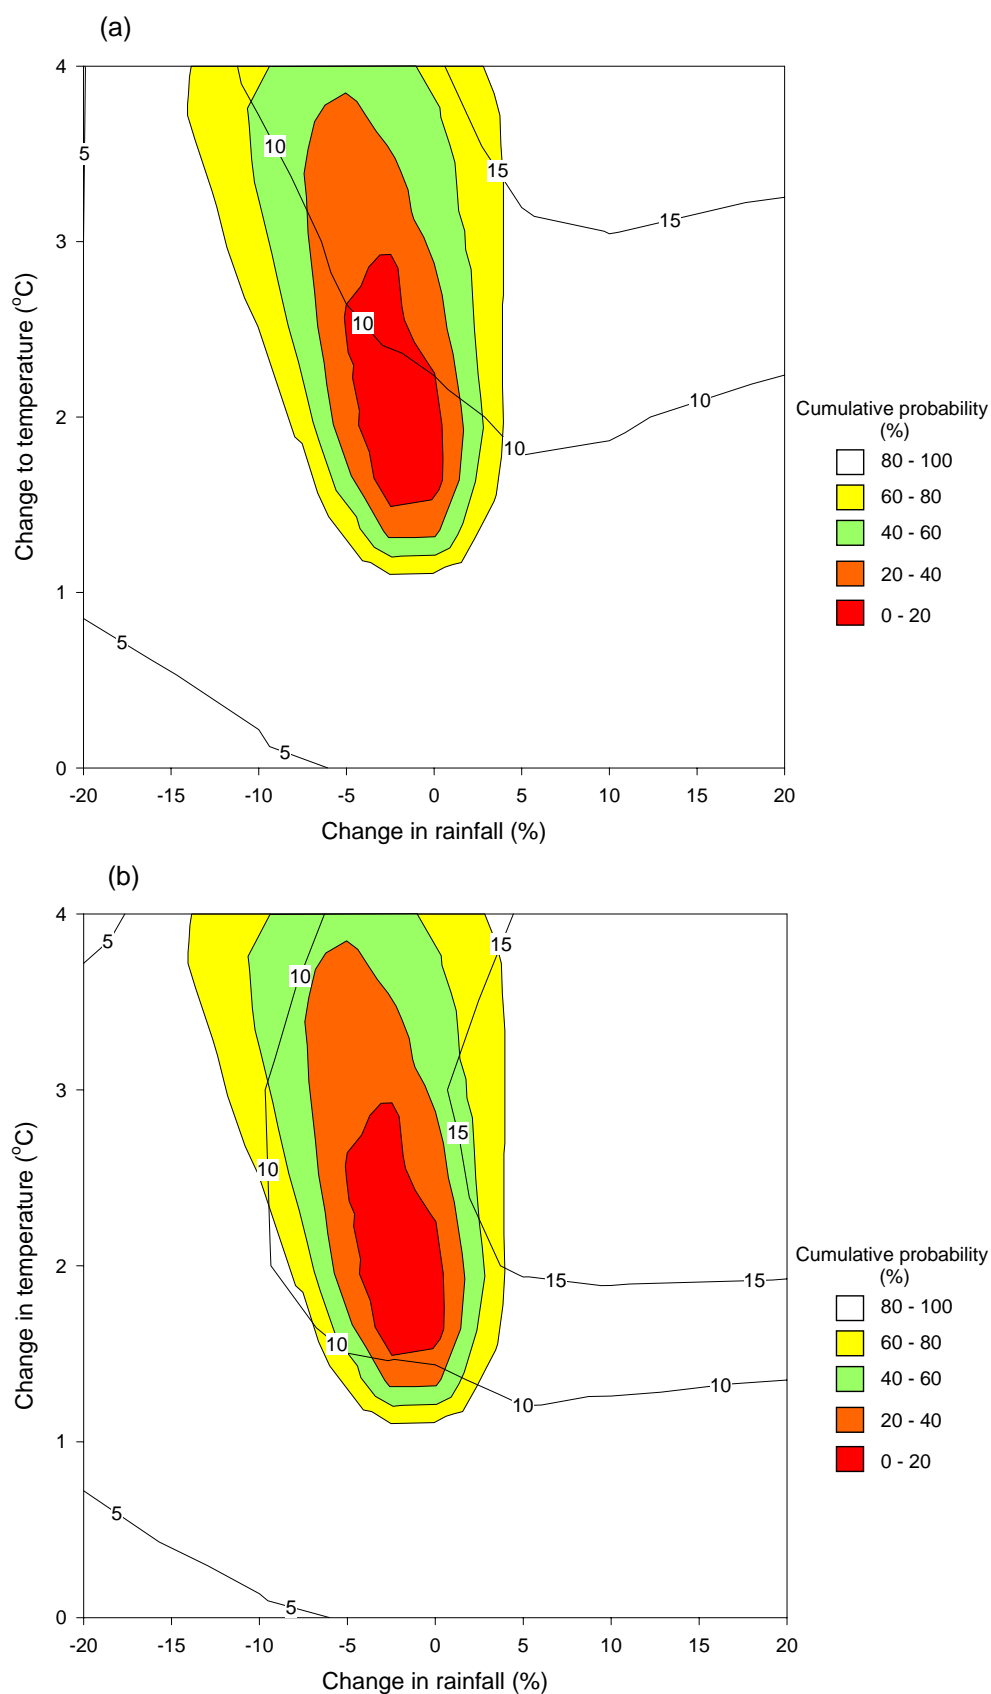 (a)
4
3
2
1
0
Change to temperature (°C)
5
10
15
15
10
10
10
5
5
-20 -15 -10 -5 0 5 10 15 20
Change in rainfall (%)
Cumulative probability
(%)
80 - 100
60 - 80
40 - 60
20 - 40
0 - 20
(b)
4
3
2
1
0
Change in temperature (°C)
5
15
10
15
10
15
15
10
10
10
5
5
-20 -15 -10 -5 0 5 10 15 20
Change in rainfall (%)
Cumulative probability
(%)
80 - 100
60 - 80
40 - 60
20 - 40
0 - 20